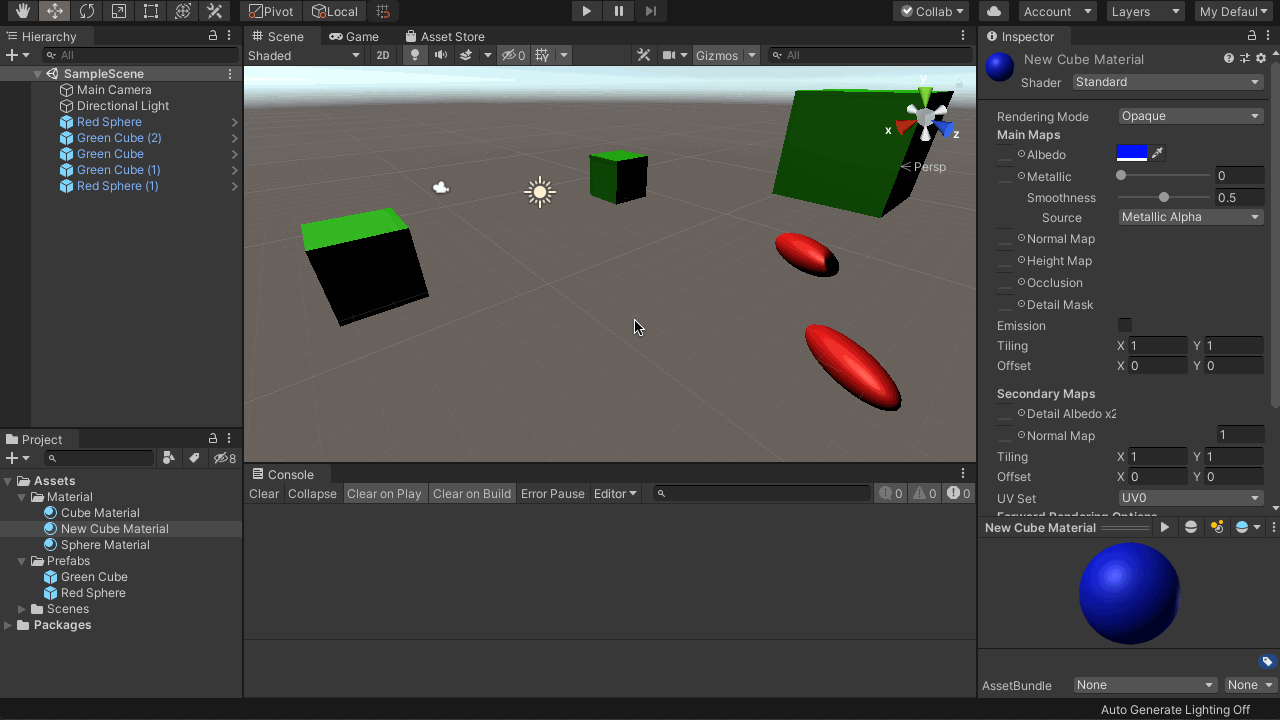 Pivot Local Collab Account Layers My Defaul
Hierarchy
All
SampleScene
Main Camera
Directional Light
Red Sphere
Green Cube (2)
Green Cube
Green Cube (1)
Red Sphere (1)
Scene Game Asset Store
Shaded 2D 0 Gizmos All
y
x
z
Persp
Inspector
New Cube Material
Shader Standard
Rendering Mode Opaque
Main Maps
Albedo
Metallic 0
Smoothness 0.5
Source Metallic Alpha
Normal Map
Height Map
Occlusion
Detail Mask
Emission
Tiling X 1 Y 1
Offset X 0 Y 0
Secondary Maps
Detail Albedo x2
Normal Map 1
Tiling X 1 Y 1
Offset X 0 Y 0
UV Set UV0
Forward Rendering Options
New Cube Material
AssetBundle None None
Project
8
Assets
Material
Cube Material
New Cube Material
Sphere Material
Prefabs
Green Cube
Red Sphere
Scenes
Packages
Console
Clear Collapse Clear on Play Clear on Build Error Pause Editor 0 0 0
Auto Generate Lighting Off